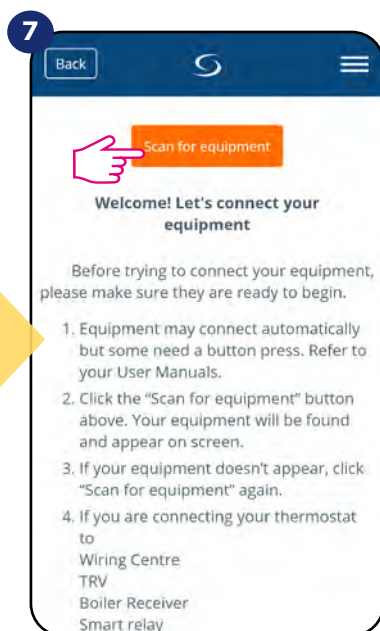 7
Back
Scan for equipment
Welcome! Let's connect your
equipment
Before trying to connect your equipment,
please make sure they are ready to begin.
1. Equipment may connect automatically
but some need a button press. Refer to
your User Manuals.
2. Click the “Scan for equipment” button
above. Your equipment will be found
and appear on screen.
3. If your equipment doesn't appear, click
“Scan for equipment” again.
4. If you are connecting your thermostat
to
Wiring Centre
TRV
Boiler Receiver
Smart relay